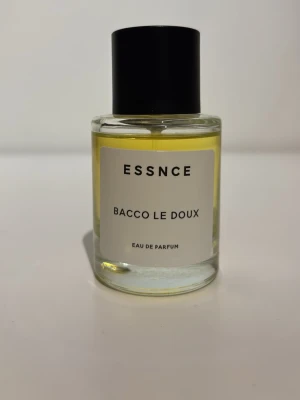 ESSNCE
BACCO LE DOUX
EAU DE PARFUM